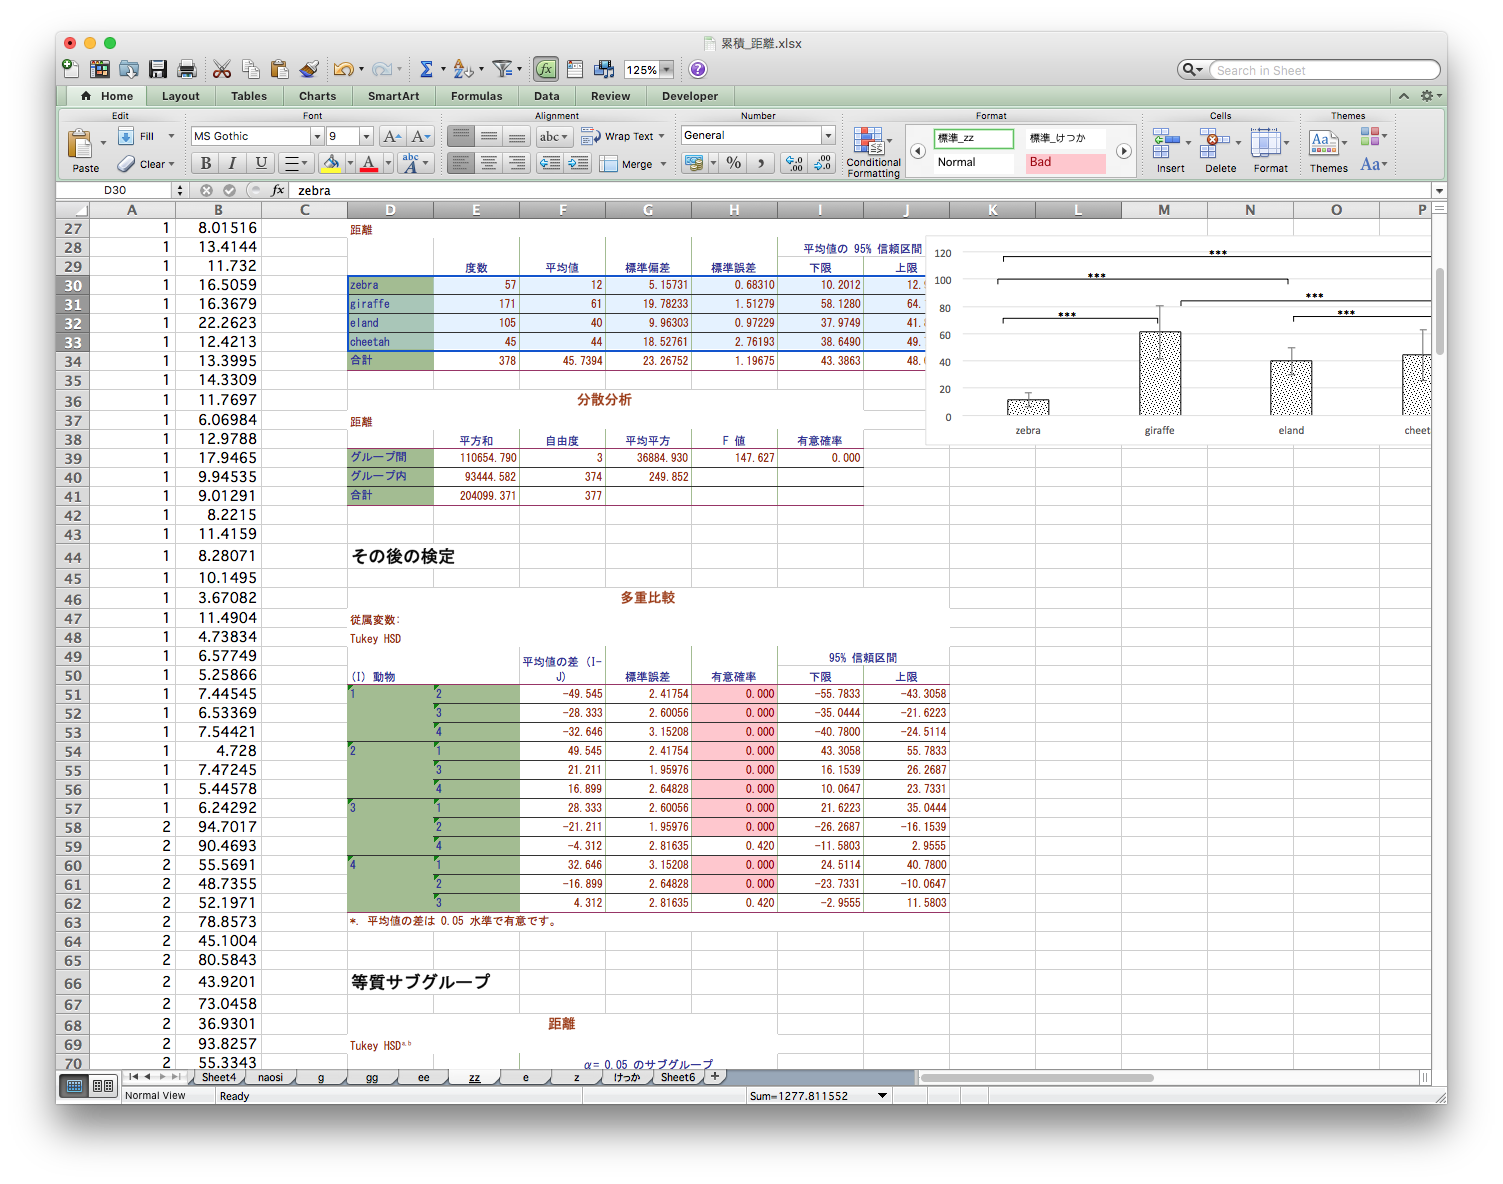 累積_距離.xlsx
125%
Search in Sheet
Home Layout Tables Charts SmartArt Formulas Data Review Developer
Edit Font Alignment Number Format Cells Themes
Paste Fill Clear
MS Gothic 9
B I U
abc Wrap Text
Merge
General
Conditional Formatting
標準_zz 標準_けつか
Normal Bad
Insert Delete Format Themes Aa
D30 fx zebra
A B C D E F G H I J K L M N O P
27 1 8.01516 距離
28 1 13.4144 平均値の 95% 信頼区間
29 1 11.732 度数 平均値 標準偏差 標準誤差 下限 上限
30 1 16.5059 zebra 57 12 5.15731 0.68310 10.2012 12.
31 1 16.3679 giraffe 171 61 19.78233 1.51279 58.1280 64.
32 1 22.2623 eland 105 40 9.96303 0.97229 37.9749 41.
33 1 12.4213 cheetah 45 44 18.52761 2.76193 38.6490 49.
34 1 13.3995 合計 378 45.7394 23.26752 1.19675 43.3863 48.
35 1 14.3309
36 1 11.7697 分散分析
37 1 6.06984 距離
38 1 12.9788 平方和 自由度 平均平方 F 値 有意確率
39 1 17.9465 グループ間 110654.790 3 36884.930 147.627 0.000
40 1 9.94535 グループ内 93444.582 374 249.852
41 1 9.01291 合計 204099.371 377
42 1 8.2215
43 1 11.4159
44 1 8.28071 その後の検定
45 1 10.1495
46 1 3.67082 多重比較
47 1 11.4904 従属変数:
48 1 4.73834 Tukey HSD
49 1 6.57749 95% 信頼区間
50 1 5.25866 (I) 動物 平均値の差 (I-J) 標準誤差 有意確率 下限 上限
51 1 7.44545 1 2 -49.545 2.41754 0.000 -55.7833 -43.3058
52 1 6.53369 3 -28.333 2.60056 0.000 -35.0444 -21.6223
53 1 7.54421 4 -32.646 3.15208 0.000 -40.7800 -24.5114
54 1 4.728 2 1 49.545 2.41754 0.000 43.3058 55.7833
55 1 7.47245 3 21.211 1.95976 0.000 16.1539 26.2687
56 1 5.44578 4 16.899 2.64828 0.000 10.0647 23.7331
57 1 6.24292 3 1 28.333 2.60056 0.000 21.6223 35.0444
58 2 94.7017 2 -21.211 1.95976 0.000 -26.2687 -16.1539
59 2 90.4693 4 -4.312 2.81635 0.420 -11.5803 2.9555
60 2 55.5691 4 1 32.646 3.15208 0.000 24.5114 40.7800
61 2 48.7355 2 -16.899 2.64828 0.000 -23.7331 -10.0647
62 2 52.1971 3 4.312 2.81635 0.420 -2.9555 11.5803
63 2 78.8573 *. 平均値の差は 0.05 水準で有意です。
64 2 45.1004
65 2 80.5843
66 2 43.9201 等質サブグループ
67 2 73.0458
68 2 36.9301 距離
69 2 93.8257 Tukey HSDa,b
70 2 55.3343 α= 0.05 のサブグループ
120
100
80
60
40
20
0
***
***
***
*** ***
zebra giraffe eland cheet
Sheet4 naosi g gg ee zz e z けっか Sheet6
Normal View Ready Sum=1277.811552